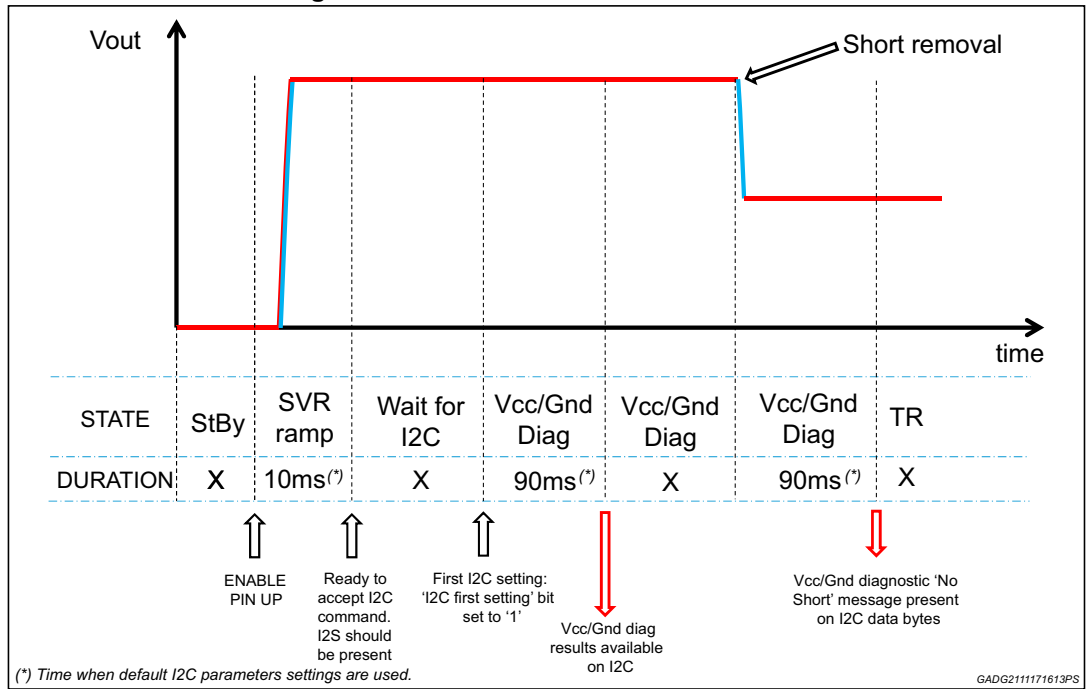 Vout
Short removal
time
STATE
StBy
SVR
ramp
Wait for
I2C
Vcc/Gnd
Diag
Vcc/Gnd
Diag
Vcc/Gnd
Diag
TR
DURATION
X
10ms(*)
X
90ms(*)
X
90ms(*)
X
ENABLE
PIN UP
Ready to
accept I2C
command.
I2S should
be present
First I2C setting:
'I2C first setting' bit
set to '1'
Vcc/Gnd diag
results available
on I2C
Vcc/Gnd diagnostic 'No
Short' message present
on I2C data bytes
(*) Time when default I2C parameters settings are used.
GADG2111171613PS